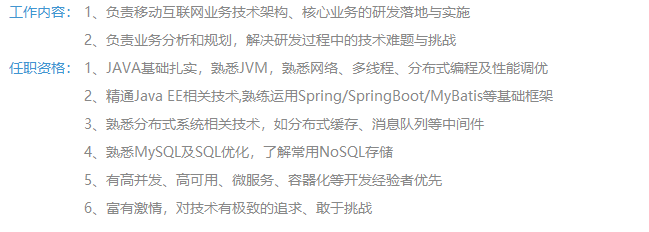 工作内容： 1、负责移动互联网业务技术架构、核心业务的研发落地与实施
2、负责业务分析和规划，解决研发过程中的技术难题与挑战
任职资格： 1、JAVA基础扎实，熟悉JVM，熟悉网络、多线程、分布式编程及性能调优
2、精通Java EE相关技术,熟练运用Spring/SpringBoot/MyBatis等基础框架
3、熟悉分布式系统相关技术，如分布式缓存、消息队列等中间件
4、熟悉MySQL及SQL优化，了解常用NoSQL存储
5、有高并发、高可用、微服务、容器化等开发经验者优先
6、富有激情，对技术有极致的追求、敢于挑战